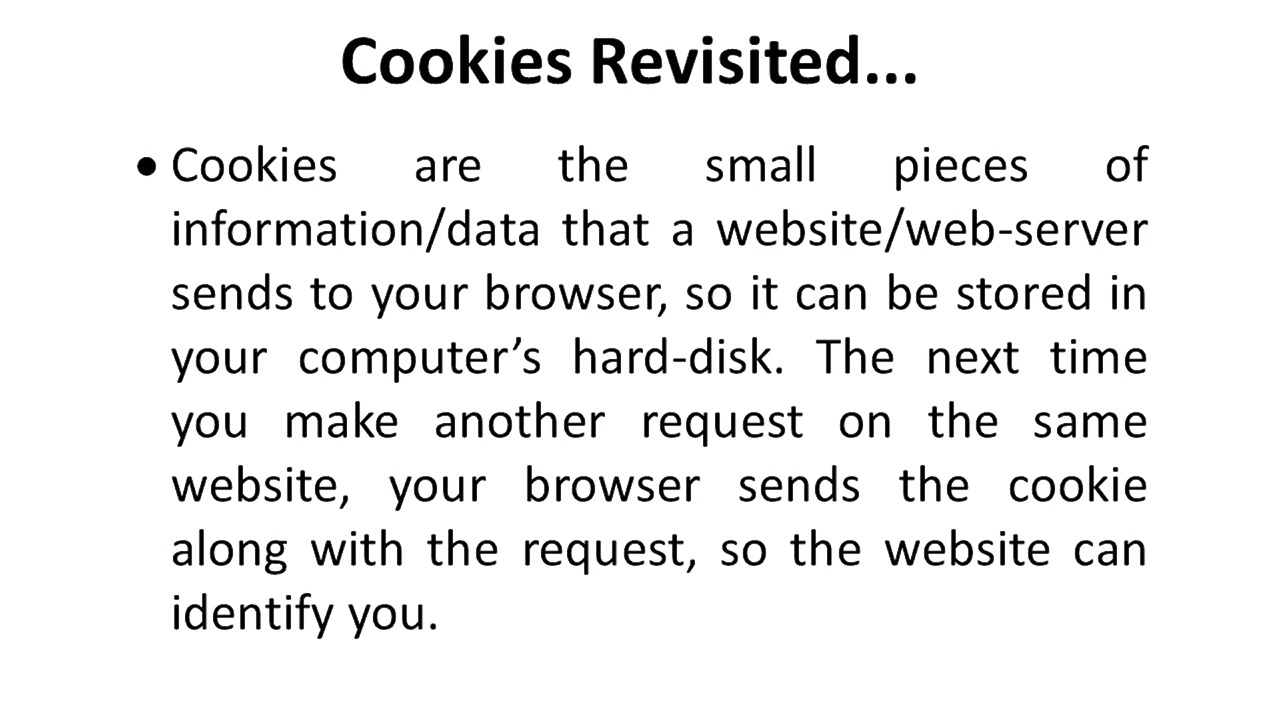 Cookies Revisited...
• Cookies are the small pieces of
information/data that a website/web-server
sends to your browser, so it can be stored in
your computer’s hard-disk. The next time
you make another request on the same
website, your browser sends the cookie
along with the request, so the website can
identify you.